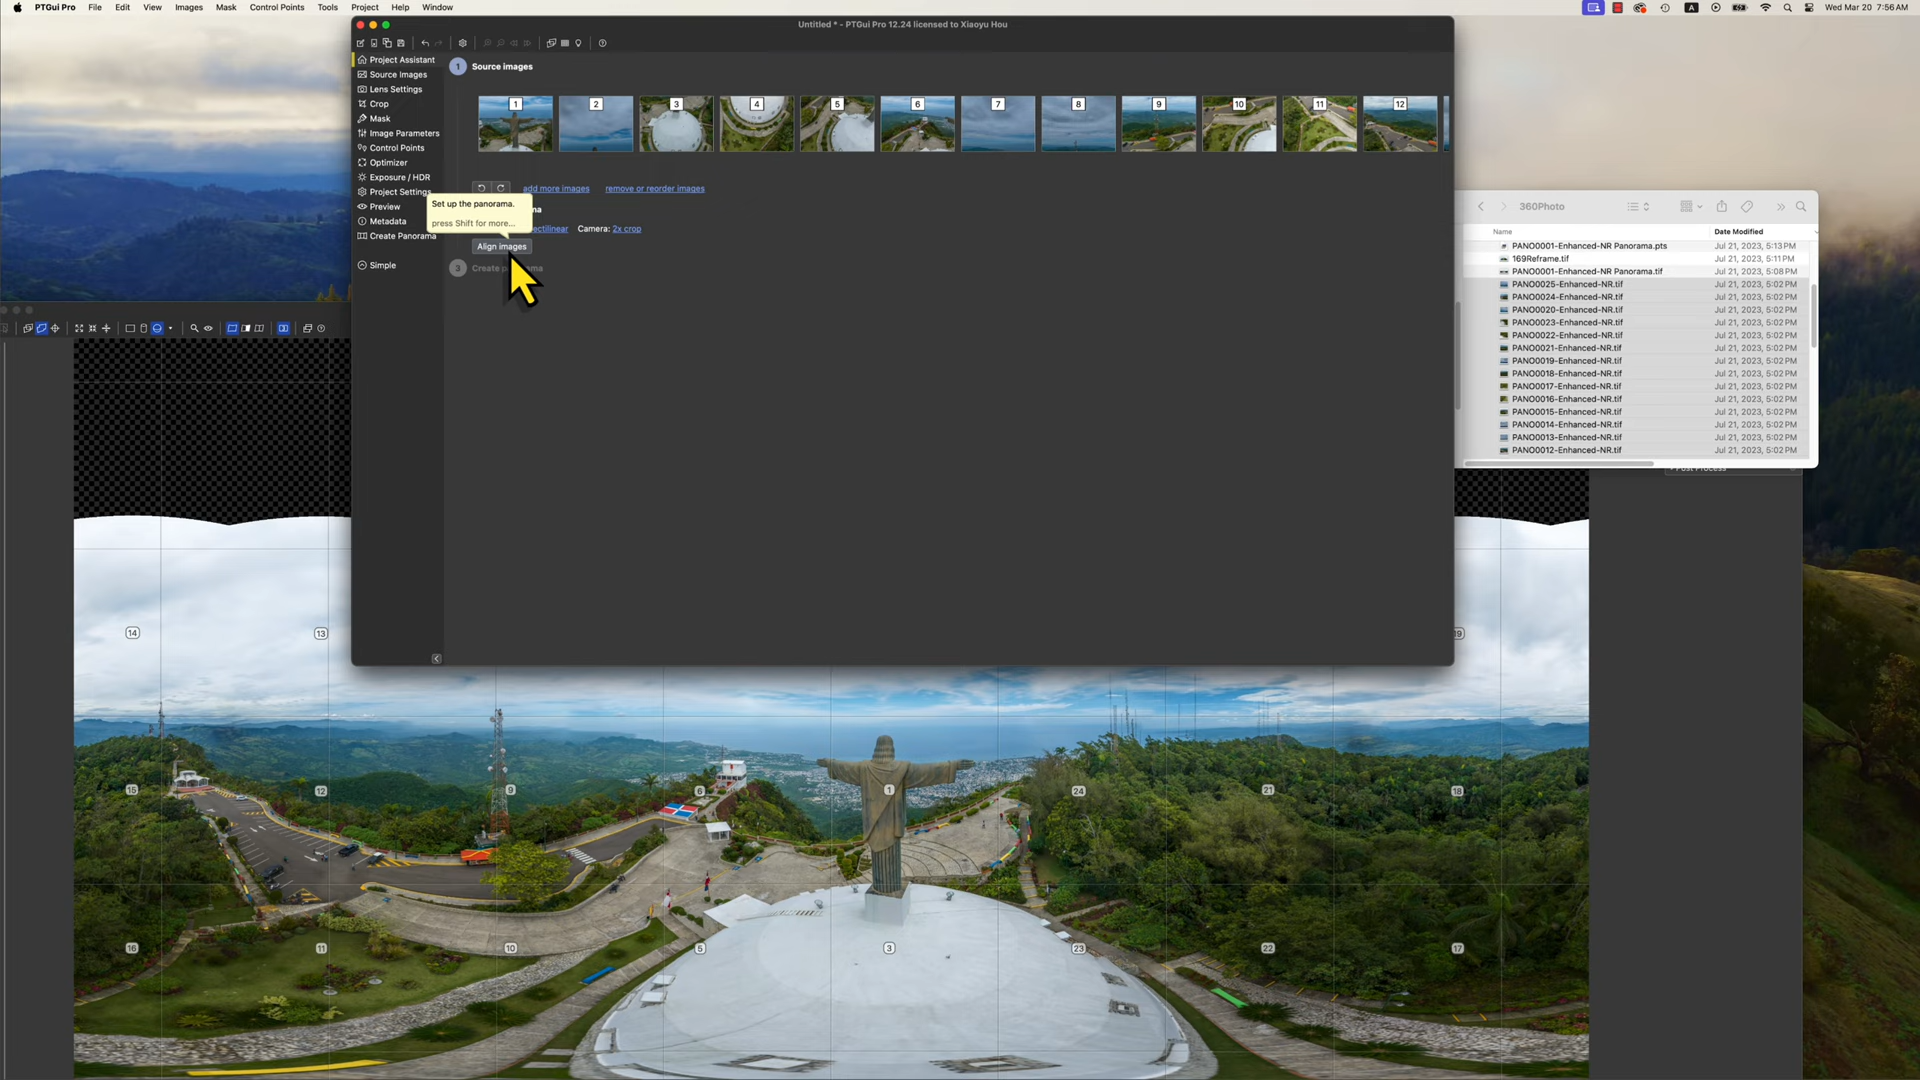 PTGui Pro File Edit View Images Mask Control Points Tools Project Help Window
A Wed Mar 20 7:56 AM
Untitled * - PTGui Pro 12.24 licensed to Xiaoyu Hou
Project Assistant
Source Images
Lens Settings
Crop
Mask
Image Parameters
Control Points
Optimizer
Exposure / HDR
Project Settings
Preview
Metadata
Create Panorama
Simple
1 Source images
1 2 3 4 5 6 7 8 9 10 11 12
add more images remove or reorder images
Set up the panorama.
press Shift for more...
Camera: 2x crop
Align images
3 Create
360Photo
Name Date Modified
PANO0001-Enhanced-NR Panorama.pts Jul 21, 2023, 5:13 PM
169Reframe.tif Jul 21, 2023, 5:11 PM
PANO0001-Enhanced-NR Panorama.tif Jul 21, 2023, 5:08 PM
PANO0025-Enhanced-NR.tif Jul 21, 2023, 5:02 PM
PANO0024-Enhanced-NR.tif Jul 21, 2023, 5:02 PM
PANO0020-Enhanced-NR.tif Jul 21, 2023, 5:02 PM
PANO0023-Enhanced-NR.tif Jul 21, 2023, 5:02 PM
PANO0022-Enhanced-NR.tif Jul 21, 2023, 5:02 PM
PANO0021-Enhanced-NR.tif Jul 21, 2023, 5:02 PM
PANO0019-Enhanced-NR.tif Jul 21, 2023, 5:02 PM
PANO0018-Enhanced-NR.tif Jul 21, 2023, 5:02 PM
PANO0017-Enhanced-NR.tif Jul 21, 2023, 5:02 PM
PANO0016-Enhanced-NR.tif Jul 21, 2023, 5:02 PM
PANO0015-Enhanced-NR.tif Jul 21, 2023, 5:02 PM
PANO0014-Enhanced-NR.tif Jul 21, 2023, 5:02 PM
PANO0013-Enhanced-NR.tif Jul 21, 2023, 5:02 PM
PANO0012-Enhanced-NR.tif Jul 21, 2023, 5:02 PM
Post Process
14 13 19
15 12 9 6 1 24 21 18
16 11 10 5 3 23 22 17